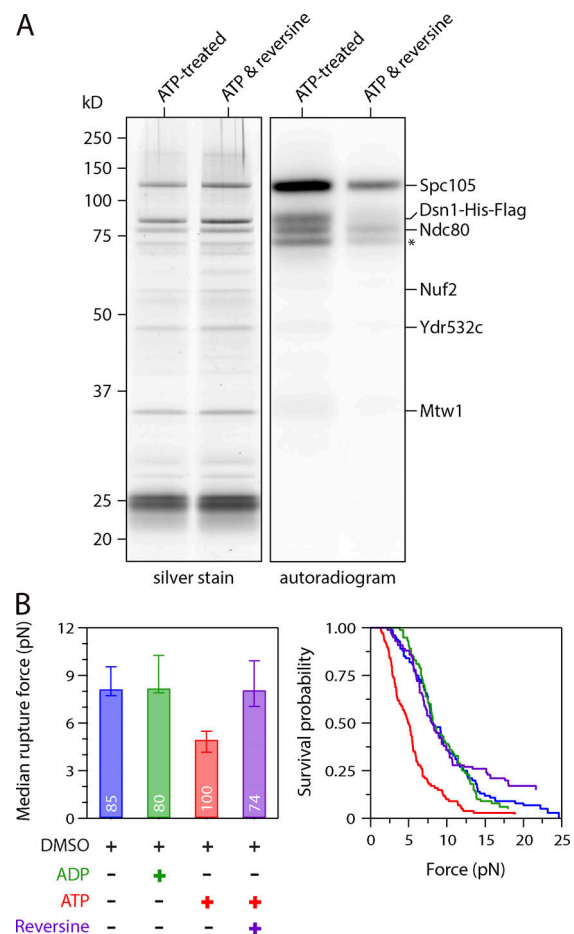 A
ATP-treated
ATP & reversine
ATP-treated
ATP & reversine
kD
250
150
100
75
50
37
25
20
Spc105
Dsn1-His-Flag
Ndc80
*
Nuf2
Ydr532c
Mtw1
silver stain
autoradiogram
B
Median rupture force (pN)
12
9
6
3
0
85
80
100
74
DMSO + + + +
ADP - + - -
ATP - - + +
Reversine - - - +
Survival probability
1.00
0.75
0.50
0.25
0 5 10 15 20 25
Force (pN)